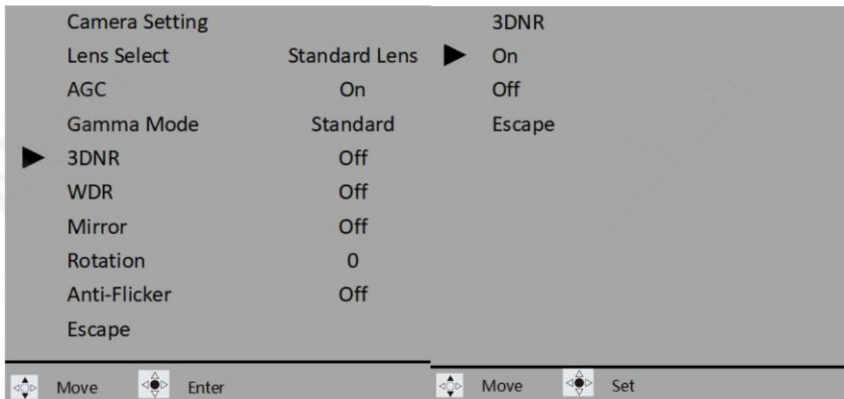 Camera Setting
Lens Select Standard Lens
AGC On
Gamma Mode Standard
3DNR Off
WDR Off
Mirror Off
Rotation 0
Anti-Flicker Off
Escape
Move Enter
3DNR
On
Off
Escape
Move Set